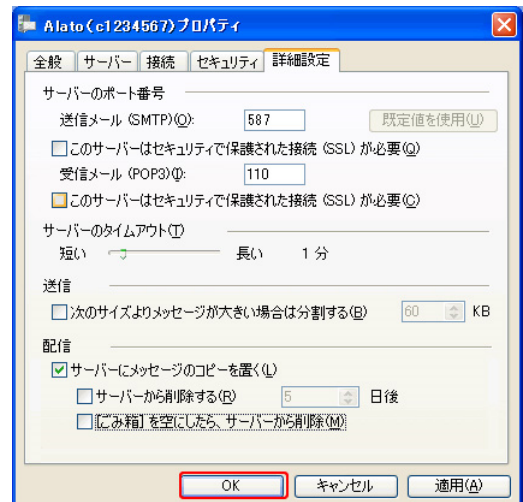 Alato(c1234567)プロパティ
全般 サーバー 接続 セキュリティ 詳細設定
サーバーのポート番号
送信メール (SMTP)(O): 587 既定値を使用(U)
このサーバーはセキュリティで保護された接続 (SSL) が必要(Q)
受信メール (POP3)(I): 110
このサーバーはセキュリティで保護された接続 (SSL) が必要(C)
サーバーのタイムアウト(T)
短い 長い 1 分
送信
次のサイズよりメッセージが大きい場合は分割する(B) 60 KB
配信
サーバーにメッセージのコピーを置く(L)
サーバーから削除する(R) 5 日後
[ごみ箱] を空にしたら、サーバーから削除(M)
OK キャンセル 適用(A)